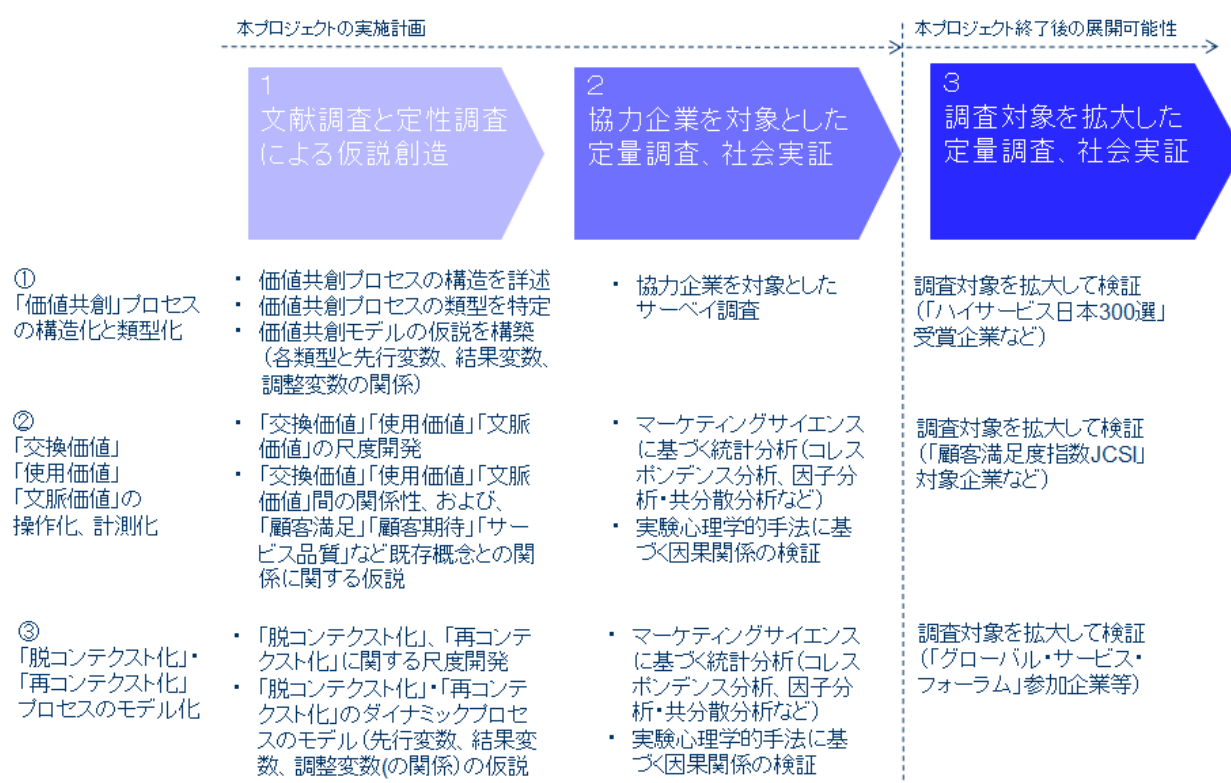 本プロジェクトの実施計画
本プロジェクト終了後の展開可能性
1
文献調査と定性調査
による仮説創造
2
協力企業を対象とした
定量調査、社会実証
3
調査対象を拡大した
定量調査、社会実証
①
「価値共創」プロセス
の構造化と類型化
・ 価値共創プロセスの構造を詳述
・ 価値共創プロセスの類型を特定
・ 価値共創モデルの仮説を構築
（各類型と先行変数、結果変数、
調整変数の関係）
・ 協力企業を対象とした
サーベイ調査
調査対象を拡大して検証
（「ハイサービス日本300選」
受賞企業など）
②
「交換価値」
「使用価値」
「文脈価値」の
操作化、計測化
・ 「交換価値」「使用価値」「文脈
価値」の尺度開発
・ 「交換価値」「使用価値」「文脈
価値」間の関係性、および、
「顧客満足」「顧客期待」「サー
ビス品質」など既存概念との関
係に関する仮説
・ マーケティングサイエンス
に基づく統計分析（コレス
ポンデンス分析、因子分
析・共分散分析など）
・ 実験心理学的手法に基
づく因果関係の検証
調査対象を拡大して検証
（「顧客満足度指数JCSI」
対象企業など）
③
「脱コンテクスト化」・
「再コンテクスト化」
プロセスのモデル化
・ 「脱コンテクスト化」、「再コンテ
クスト化」に関する尺度開発
・ 「脱コンテクスト化」・「再コンテ
クスト化」のダイナミックプロセ
スのモデル（先行変数、結果変
数、調整変数(の関係）の仮説
・ マーケティングサイエンス
に基づく統計分析（コレス
ポンデンス分析、因子分
析・共分散分析など）
・ 実験心理学的手法に基
づく因果関係の検証
調査対象を拡大して検証
（「グローバル・サービス・
フォーラム」参加企業等）